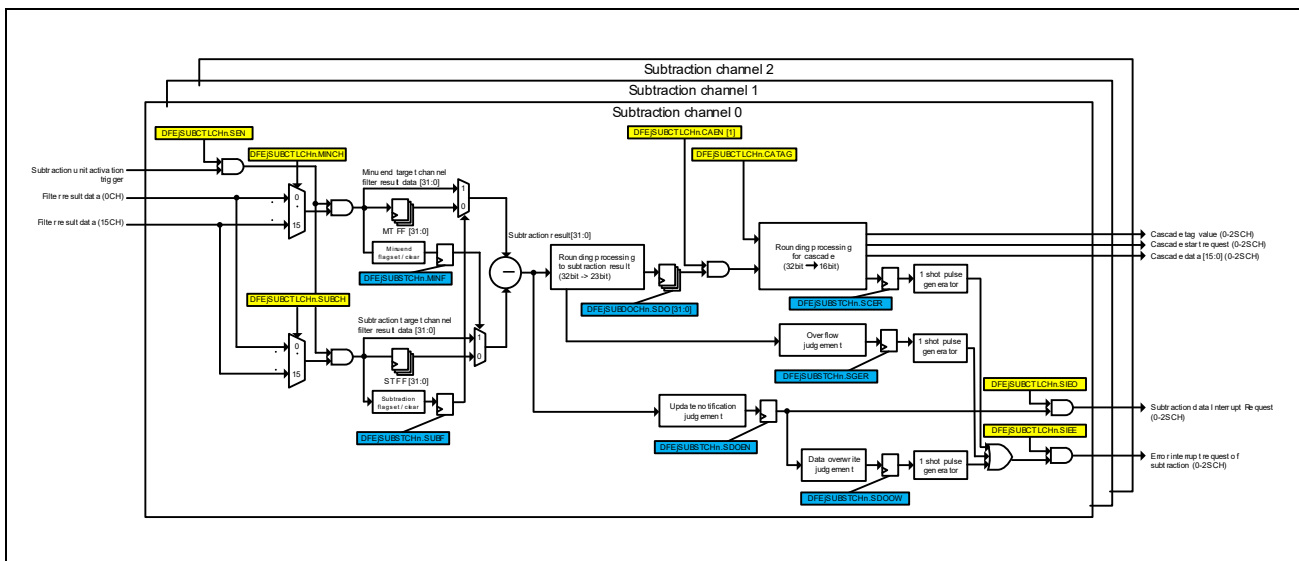 Subtraction channel 2
Subtraction channel 1
Subtraction channel 0
DFEjSUBCTLCHn.SEN
DFEjSUBCTLCHn.CAEN [1]
DFEjSUBCTLCHn.MINCH
DFEjSUBCTLCHn.CATAG
Subtraction unit activation
trigger
Minuend target channel
filter result data [31:0]
Filter result data (0CH)
Filter result data (15CH)
0
15
1
0
MTFF [31:0]
Minuend
flag set / clear
DFEjSUBSTCHn.MINF
Subtraction result[31:0]
Rounding processing
to subtraction result
(32bit -> 23bit)
DFEjSUBDOCHn.SDO [31:0]
Rounding processing
for cascade
(32bit → 16bit)
Cascade tag value (0-2SCH)
Cascade start request (0-2SCH)
Cascade data [15:0] (0-2SCH)
1 shot pulse
generator
DFEjSUBSTCHn.SCER
DFEjSUBCTLCHn.SUBCH
Subtraction target channel
filter result data [31:0]
0
15
1
0
STFF [31:0]
Subtraction
flag set / clear
DFEjSUBSTCHn.SUBF
Overflow
judgement
1 shot pulse
generator
DFEjSUBSTCHn.SGER
DFEjSUBCTLCHn.SIEO
Update notification
judgement
DFEjSUBSTCHn.SDOEN
Subtraction data Interrupt Request
(0-2SCH)
DFEjSUBCTLCHn.SIEE
Data overwrite
judgement
1 shot pulse
generator
Error interrupt request of
subtraction (0-2SCH)
DFEjSUBSTCHn.SDOOW